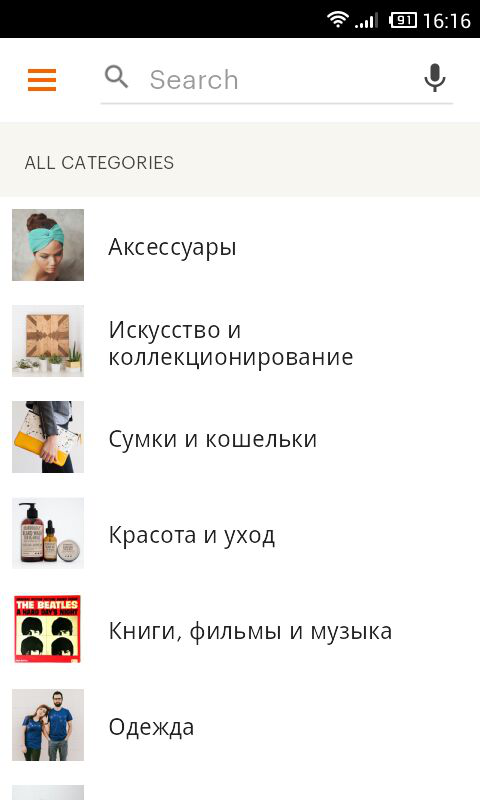 91 16:16
Search
ALL CATEGORIES
Аксессуары
Искусство и
коллекционирование
Сумки и кошельки
Красота и уход
THE BEATLES
A HARD DAY'S NIGHT
Книги, фильмы и музыка
Одежда